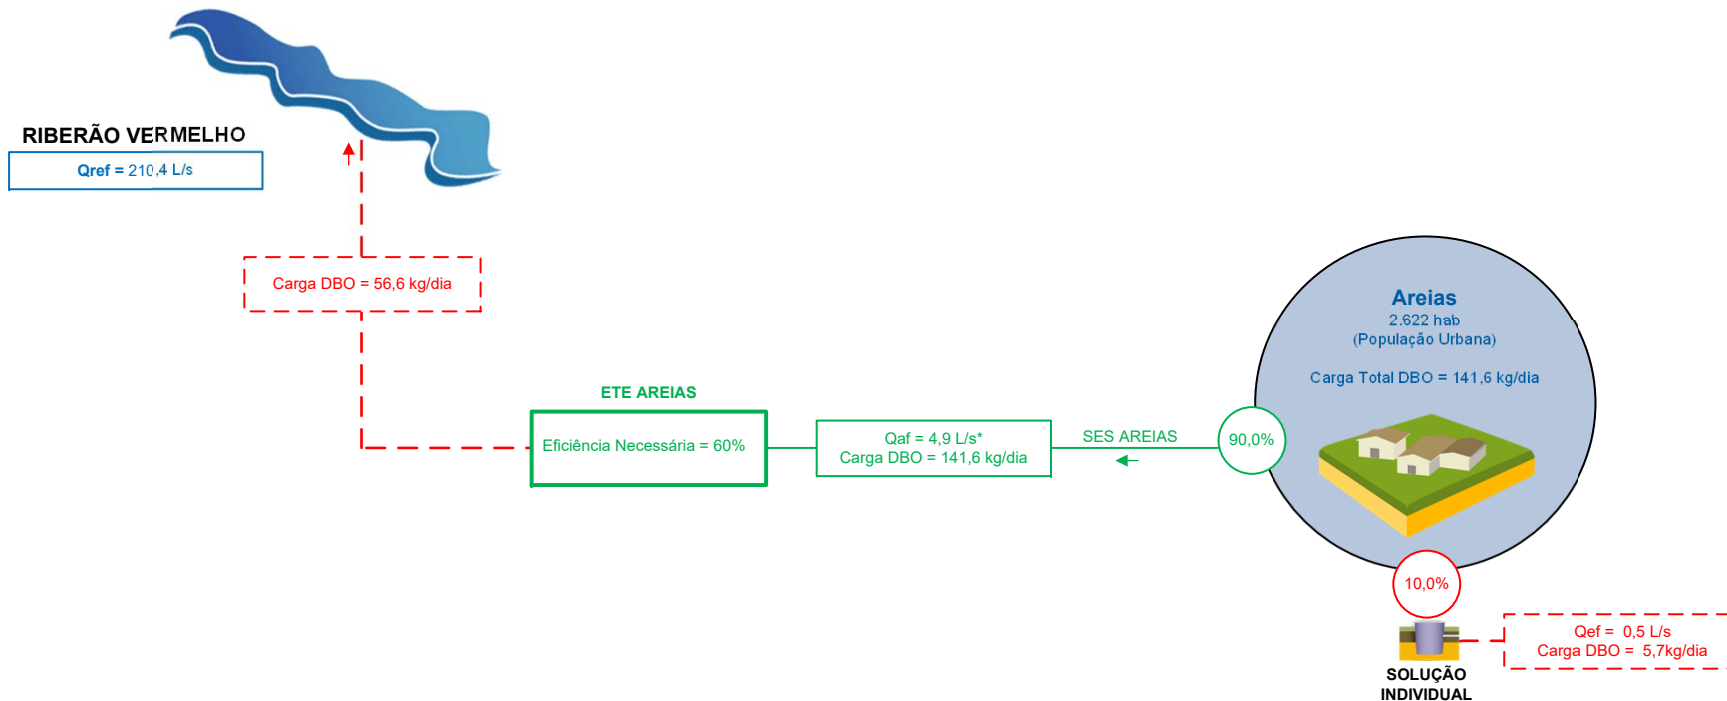 RIBERÃO VERMELHO
Qref = 210,4 L/s
Carga DBO = 56,6 kg/dia
ETE AREIAS
Eficiência Necessária = 60%
Qaf = 4,9 L/s*
Carga DBO = 141,6 kg/dia
SES AREIAS
90,0%
Areias
2.622 hab
(População Urbana)
Carga Total DBO = 141,6 kg/dia
10,0%
SOLUÇÃO
INDIVIDUAL
Qef = 0,5 L/s
Carga DBO = 5,7kg/dia